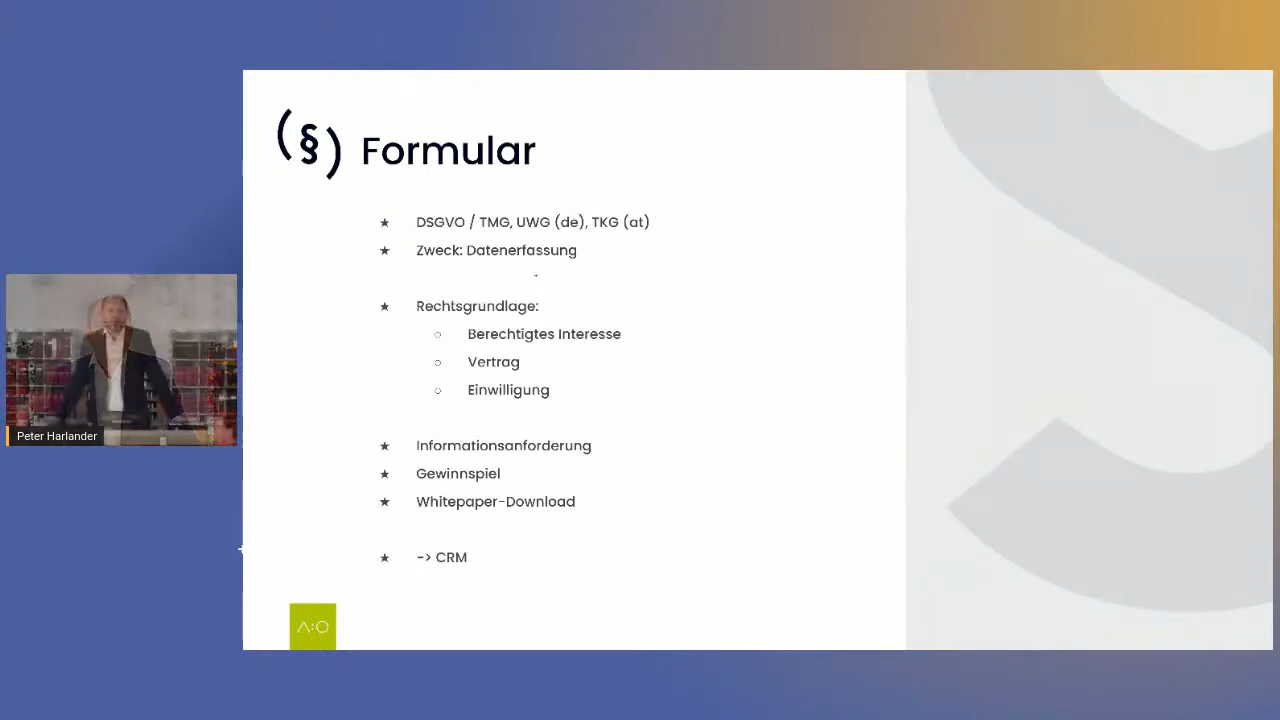 (§) Formular
★ DSGVO / TMG, UWG (de), TKG (at)
★ Zweck: Datenerfassung
★ Rechtsgrundlage:
○ Berechtigtes Interesse
○ Vertrag
○ Einwilligung
★ Informationsanforderung
★ Gewinnspiel
★ Whitepaper-Download
★ -> CRM
Peter Harlander
A:O